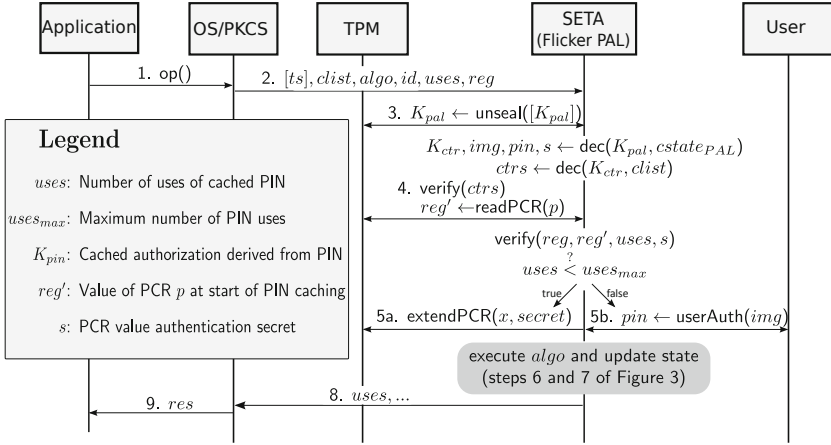 Application
OS/PKCS
TPM
SETA
(Flicker PAL)
User
1. op()
2. [ts], clist, algo, id, uses, reg
3. K_pal ← unseal([K_pal])
K_ctr, img, pin, s ← dec(K_pal, cstate_PAL)
ctrs ← dec(K_ctr, clist)
4. verify(ctrs)
reg′ ←readPCR(p)
verify(reg, reg′, uses, s)
?
uses < uses_max
true
false
5a. extendPCR(x, secret)
5b. pin ← userAuth(img)
execute algo and update state
(steps 6 and 7 of Figure 3)
8. uses, ...
9. res
Legend
uses: Number of uses of cached PIN
uses_max: Maximum number of PIN uses
K_pin: Cached authorization derived from PIN
reg′: Value of PCR p at start of PIN caching
s: PCR value authentication secret